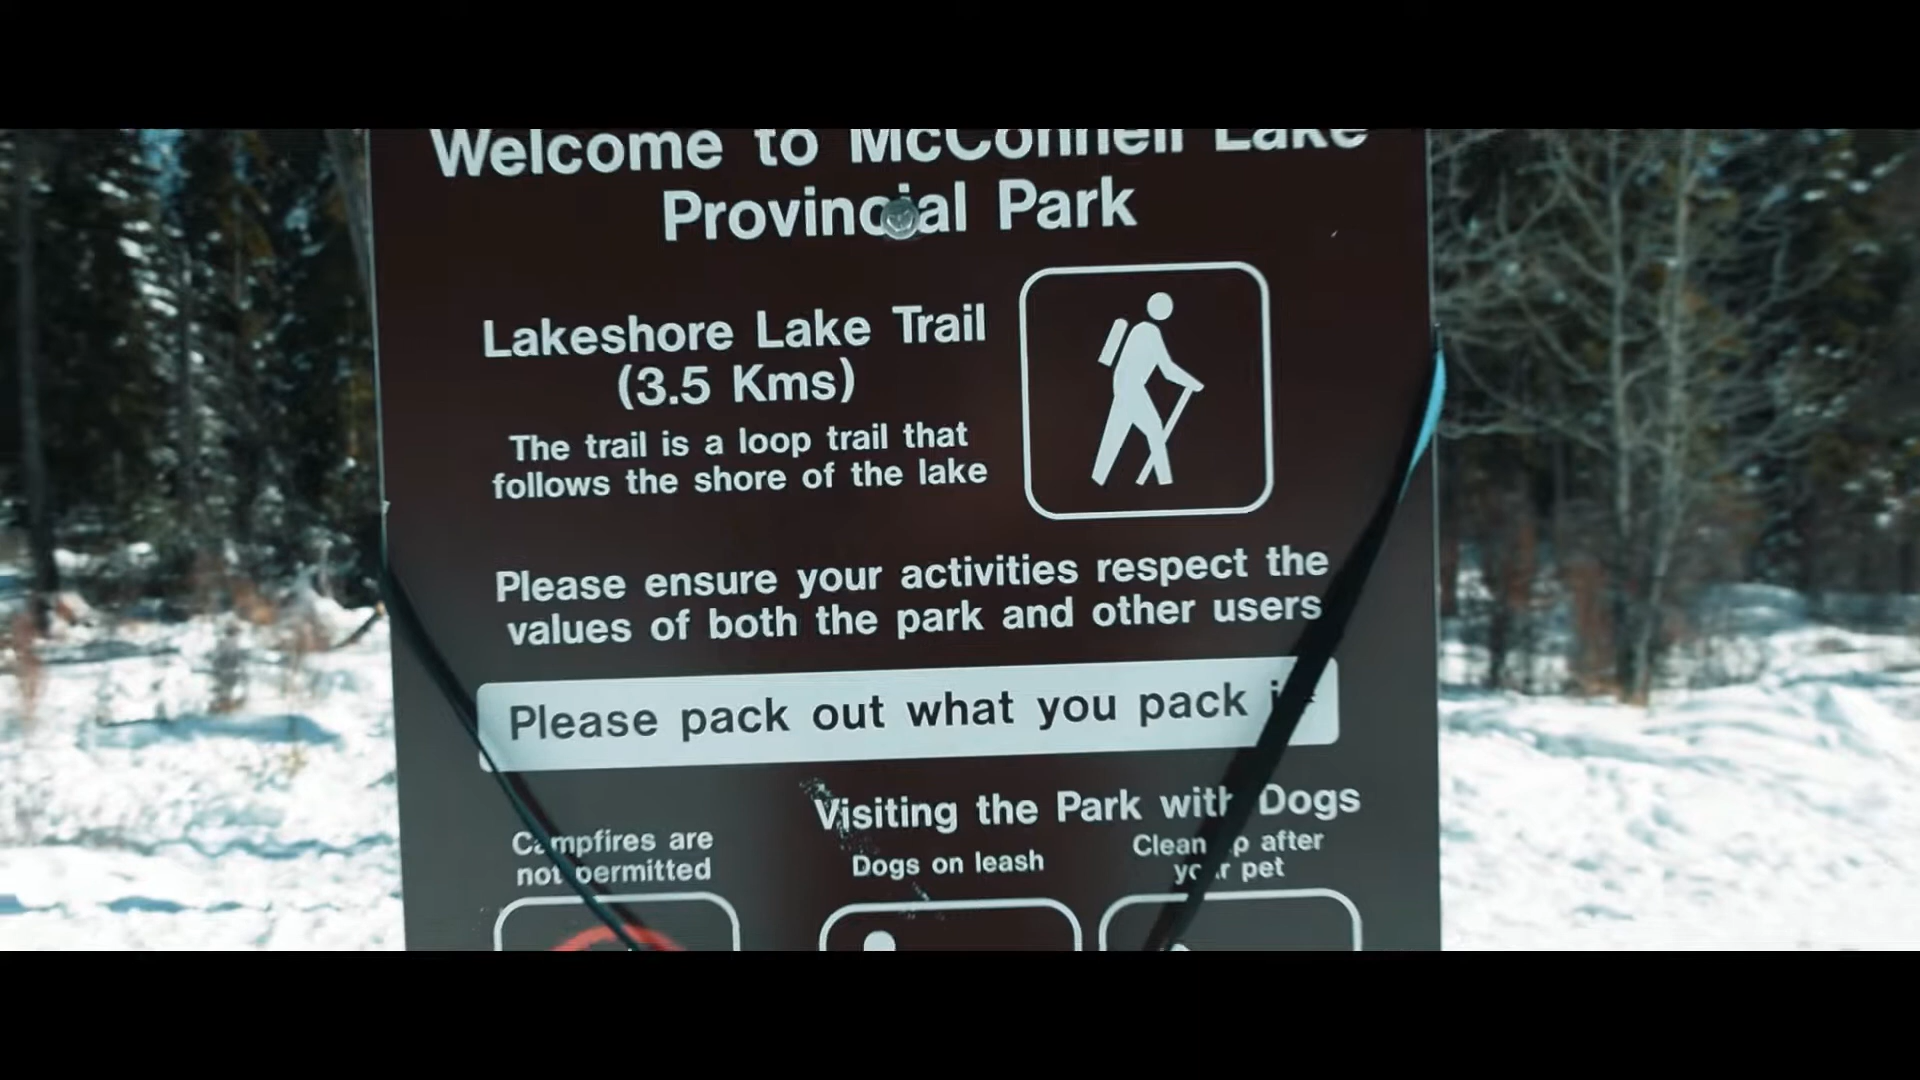 Welcome to McConnell Lake
Provincial Park
Lakeshore Lake Trail
(3.5 Kms)
The trail is a loop trail that
follows the shore of the lake
Please ensure your activities respect the
values of both the park and other users
Please pack out what you pack in
Visiting the Park with Dogs
Campfires are
not permitted
Dogs on leash
Clean up after
your pet